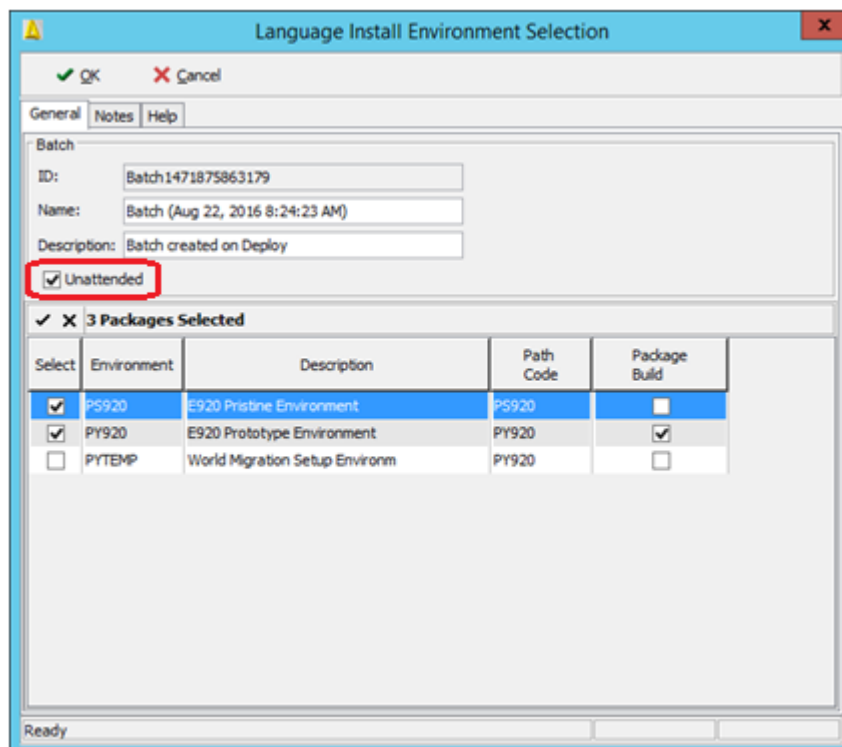 Language Install Environment Selection
x
OK Cancel
General Notes Help
Batch
ID: Batch1471875863179
Name: Batch (Aug 22, 2016 8:24:23 AM)
Description: Batch created on Deploy
Unattended
3 Packages Selected
Select Environment Description Path Code Package Build
PS920 E920 Pristine Environment PS920
PY920 E920 Prototype Environment PY920
PYTEMP World Migration Setup Environm PY920
Ready